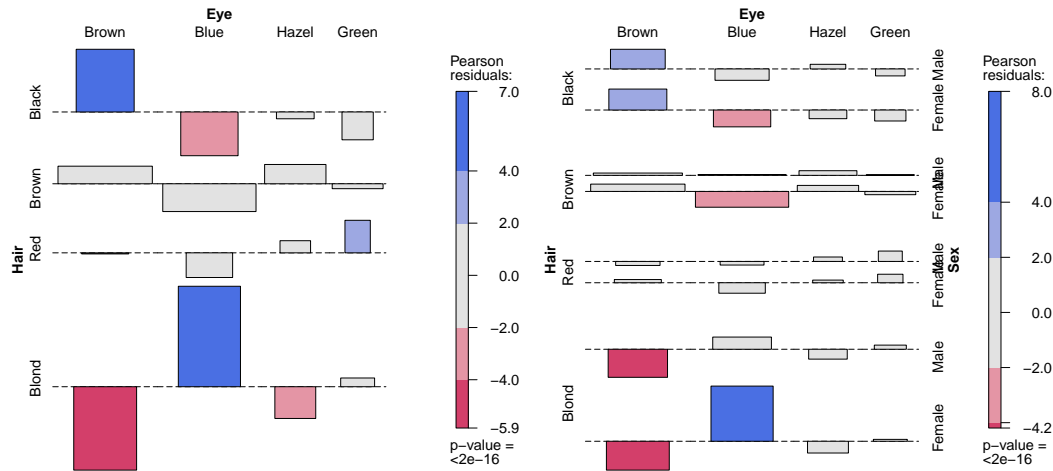 Eye
Brown Blue Hazel Green
Hair
Black
Brown
Red
Blond
Pearson
residuals:
7.0
4.0
2.0
0.0
−2.0
−4.0
−5.9
p−value =
<2e−16
Eye
Brown Blue Hazel Green
Hair
Black
Brown
Red
Blond
Sex
Male
Female
Male
Female
Male
Female
Male
Female
Pearson
residuals:
8.0
4.0
2.0
0.0
−2.0
−4.2
p−value =
<2e−16